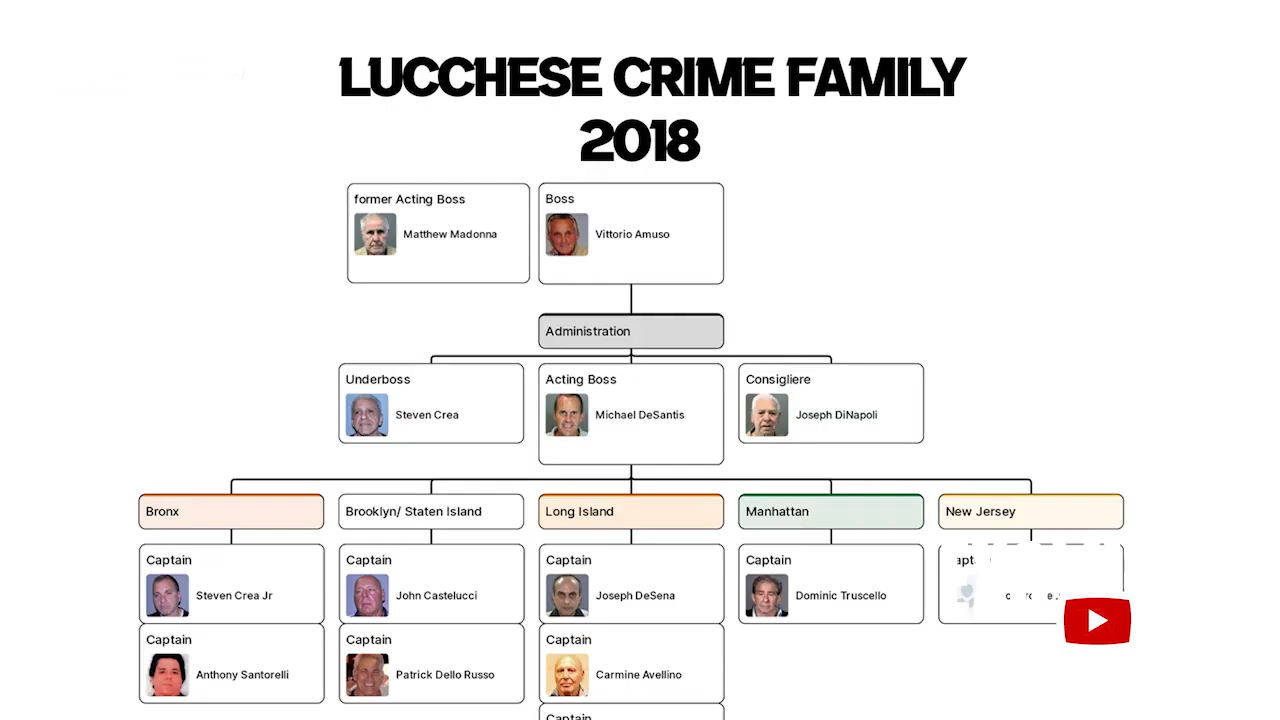 LUCCHESE CRIME FAMILY
2018
former Acting Boss
Matthew Madonna
Boss
Vittorio Amuso
Administration
Underboss
Steven Crea
Acting Boss
Michael DeSantis
Consigliere
Joseph DiNapoli
Bronx
Brooklyn/ Staten Island
Long Island
Manhattan
New Jersey
Captain
Steven Crea Jr
Captain
John Castelucci
Captain
Joseph DeSena
Captain
Dominic Truscello
Captain
Anthony Santorelli
Captain
Patrick Dello Russo
Captain
Carmine Avellino
Captain